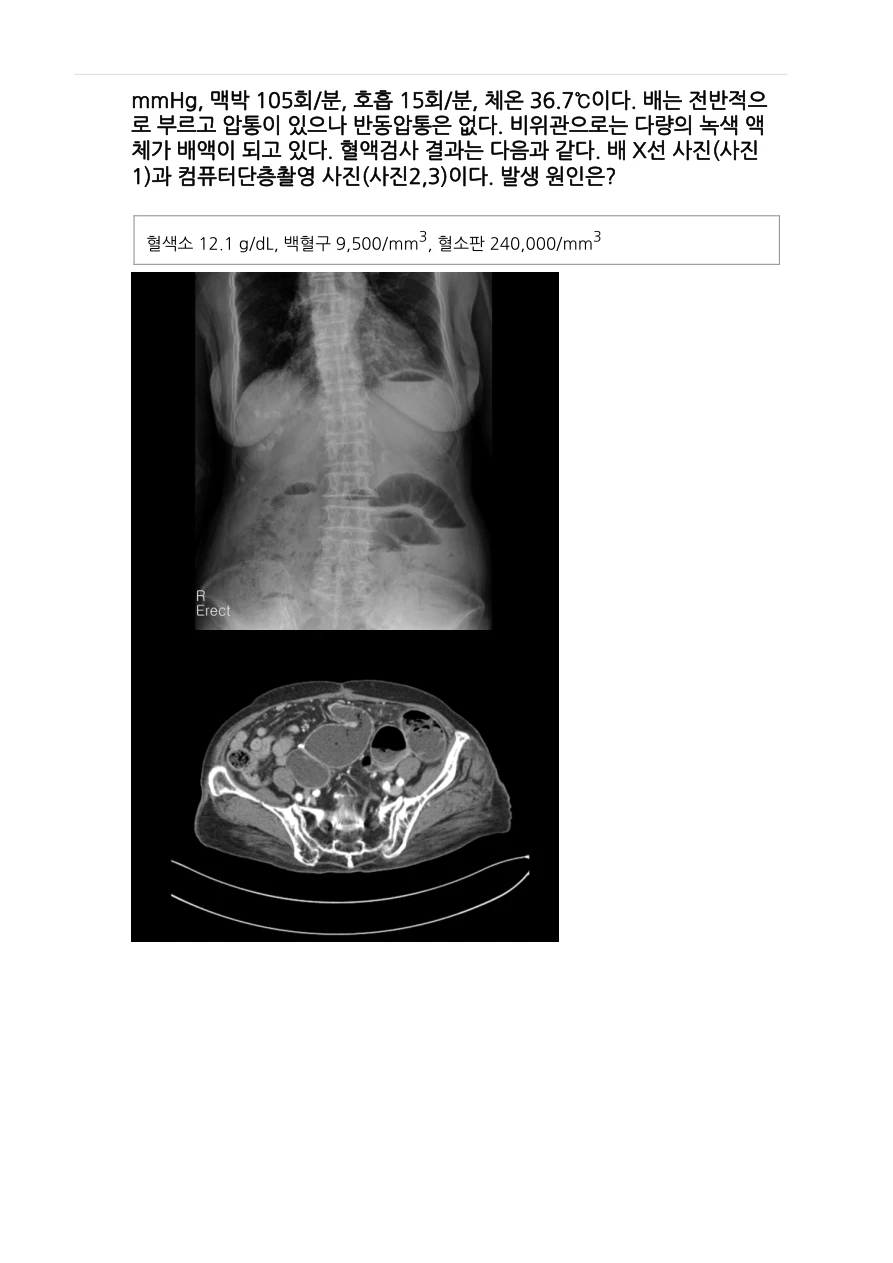 mmHg, 맥박 105회/분, 호흡 15회/분, 체온 36.7℃이다. 배는 전반적으
로 부르고 압통이 있으나 반동압통은 없다. 비위관으로는 다량의 녹색 액
체가 배액이 되고 있다. 혈액검사 결과는 다음과 같다. 배 X선 사진(사진
1)과 컴퓨터단층촬영 사진(사진2,3)이다. 발생 원인은?
혈색소 12.1 g/dL, 백혈구 9,500/mm³, 혈소판 240,000/mm³
R
Erect